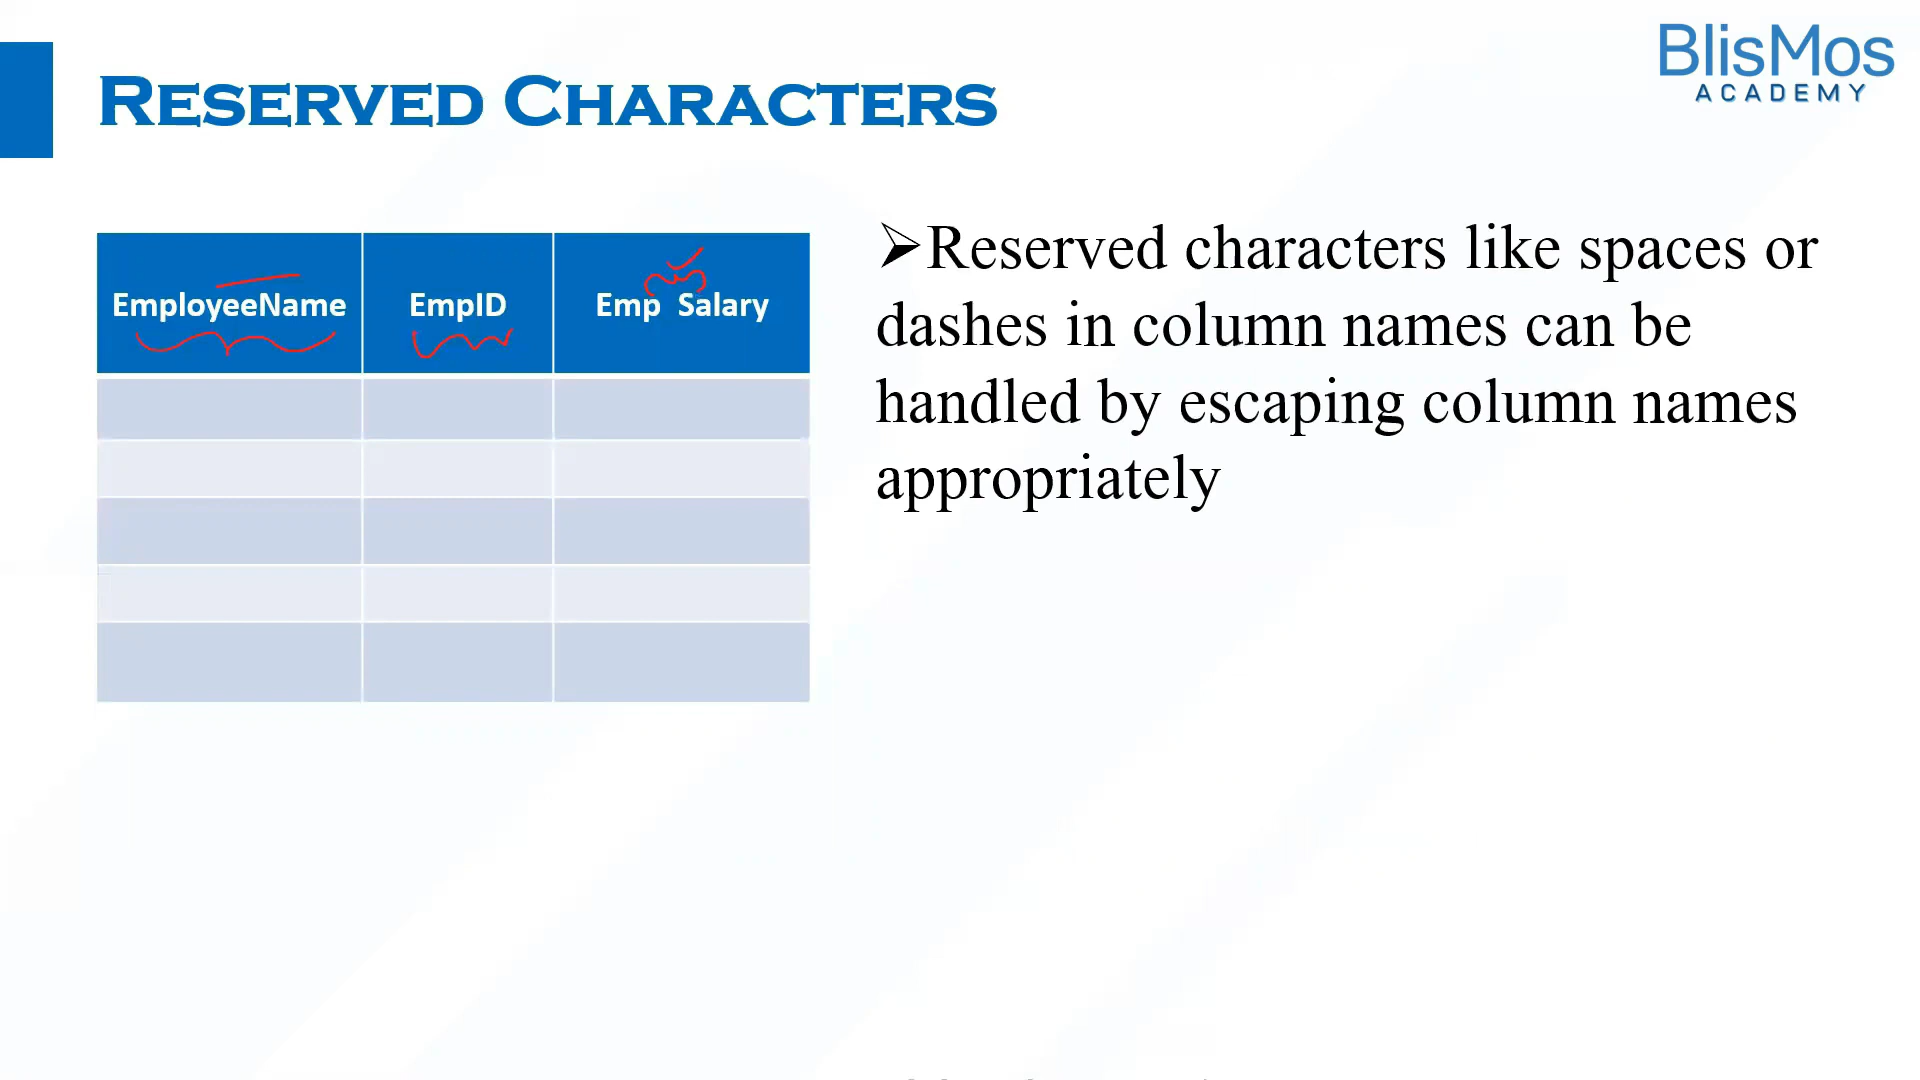 BlisMos
ACADEMY
RESERVED CHARACTERS
EmployeeName EmpID Emp Salary
➢Reserved characters like spaces or
dashes in column names can be
handled by escaping column names
appropriately